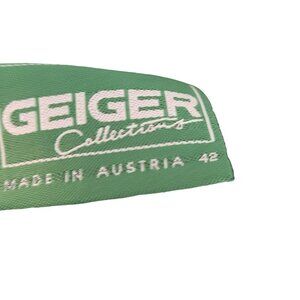 GEIGER
Collections
MADE IN AUSTRIA 42